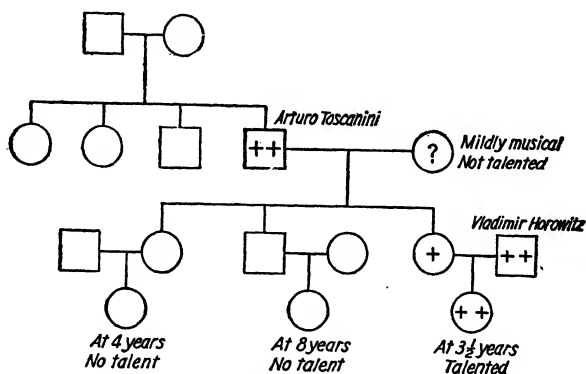 Arturo Toscanini
++
?
Mildly musical
Not talented
Vladimir Horowitz
+
++
++
At 4 years
No talent
At 8 years
No talent
At 3½ years
Talented